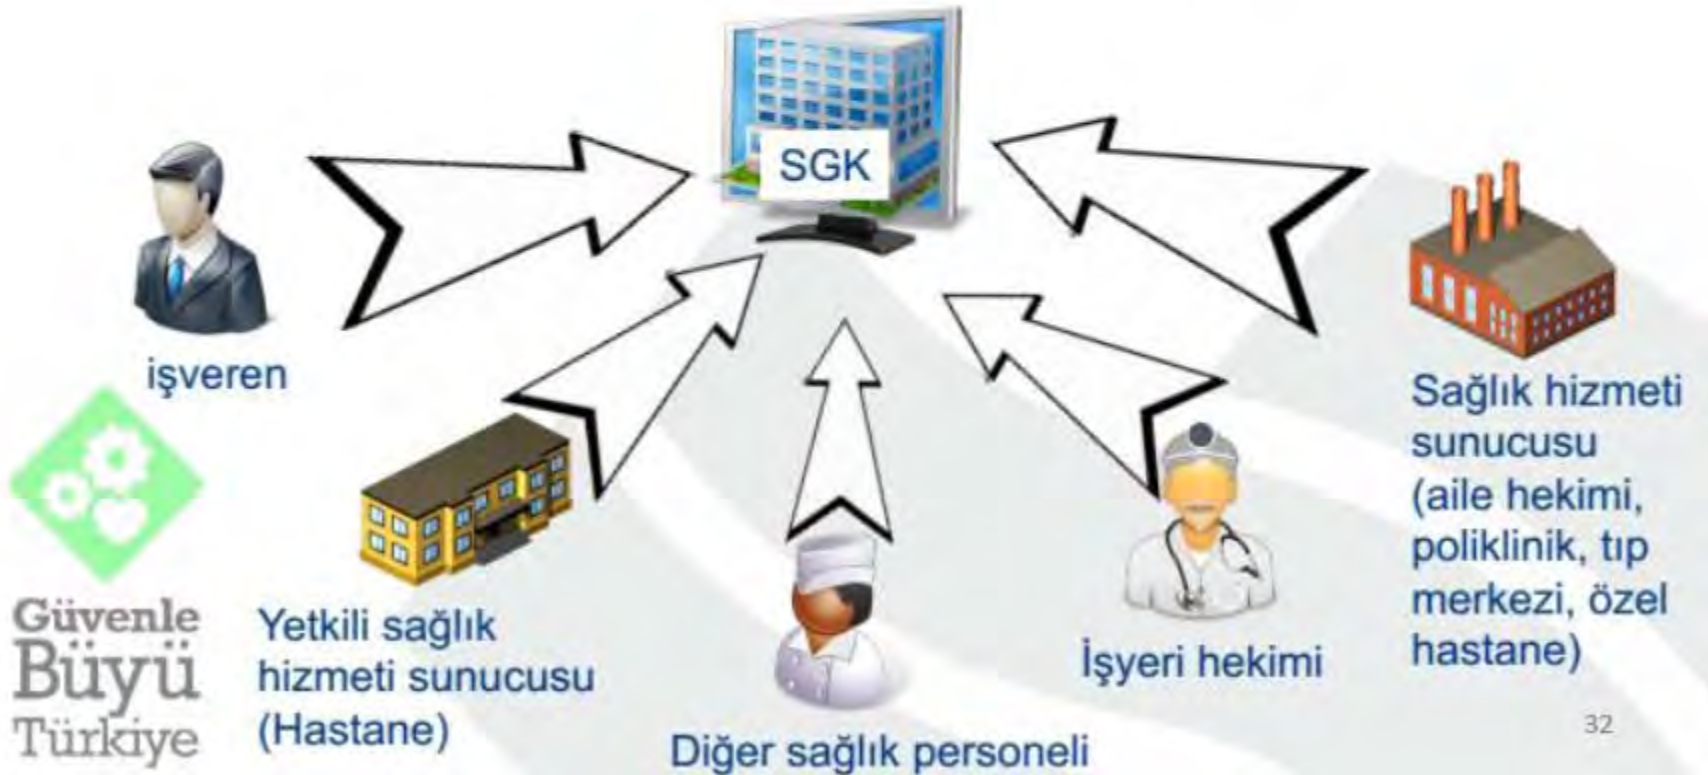 SGK
işveren
Güvenle
Büyü
Türkiye
Yetkili sağlık
hizmeti sunucusu
(Hastane)
Diğer sağlık personeli
İşyeri hekimi
Sağlık hizmeti
sunucusu
(aile hekimi,
poliklinik, tıp
merkezi, özel
hastane)
32